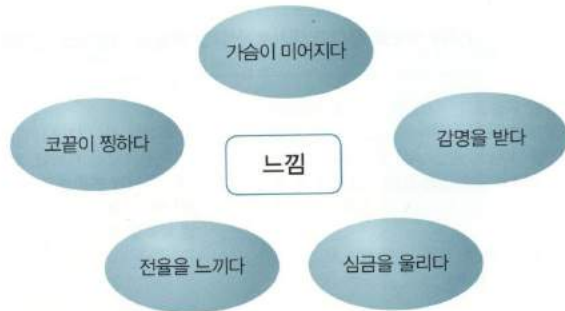 가슴이 미어지다
코끝이 찡하다
감명을 받다
느낌
전율을 느끼다
심금을 울리다